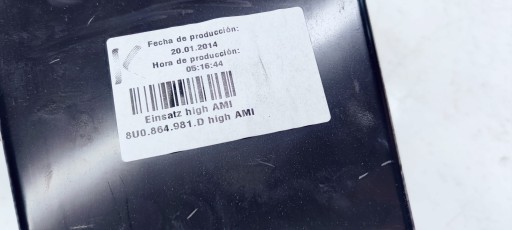 Fecha de producción:
20.01.2014
Hora de producción:
05:16:44
Einsatz high AMI
8U0.864.981.D high AMI